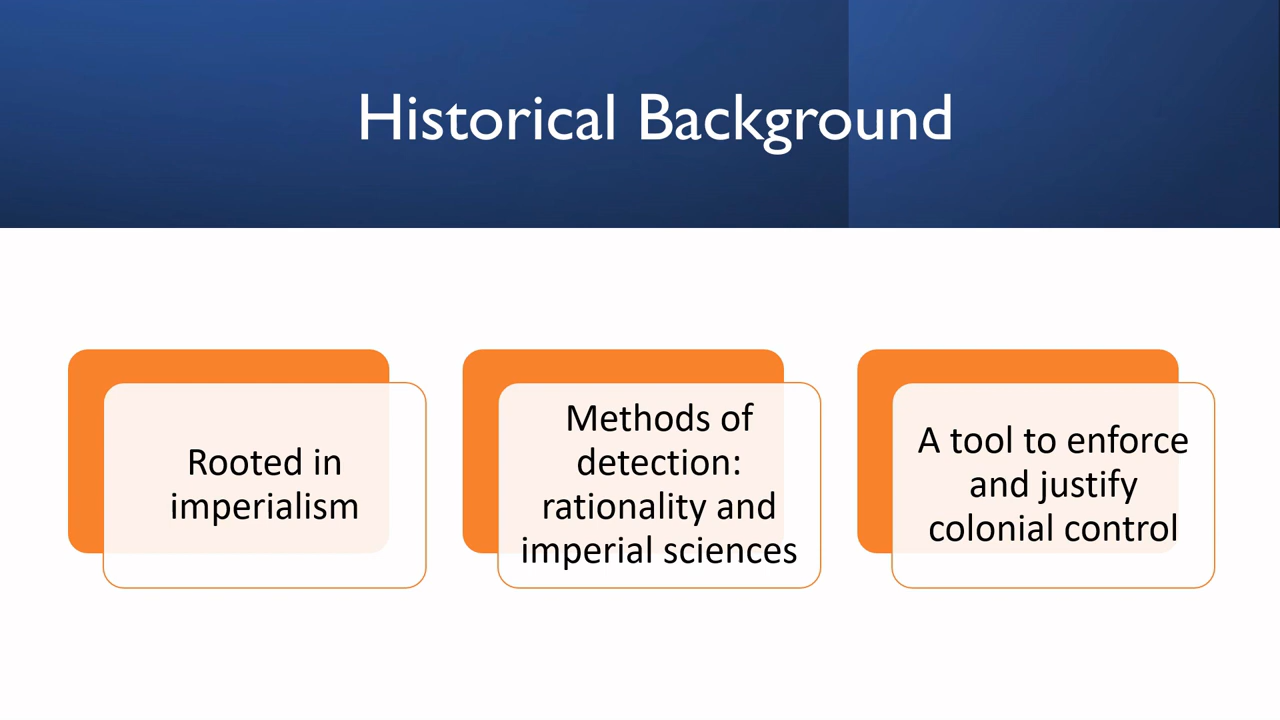 Historical Background
Rooted in
imperialism
Methods of
detection:
rationality and
imperial sciences
A tool to enforce
and justify
colonial control